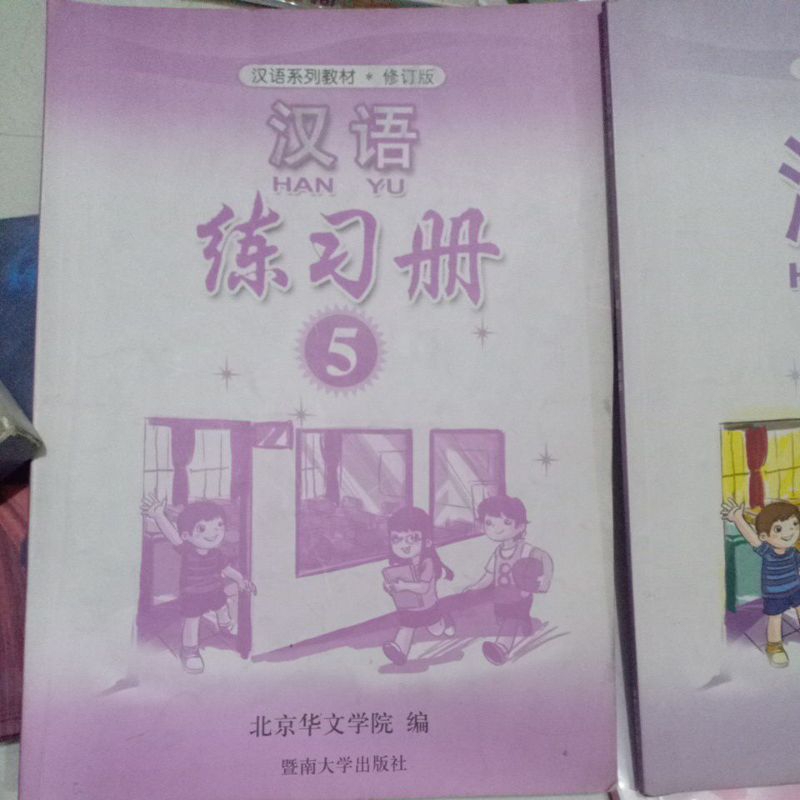 汉语系列教材 * 修订版
汉语
HAN YU
练习册
5
北京华文学院 编
暨南大学出版社